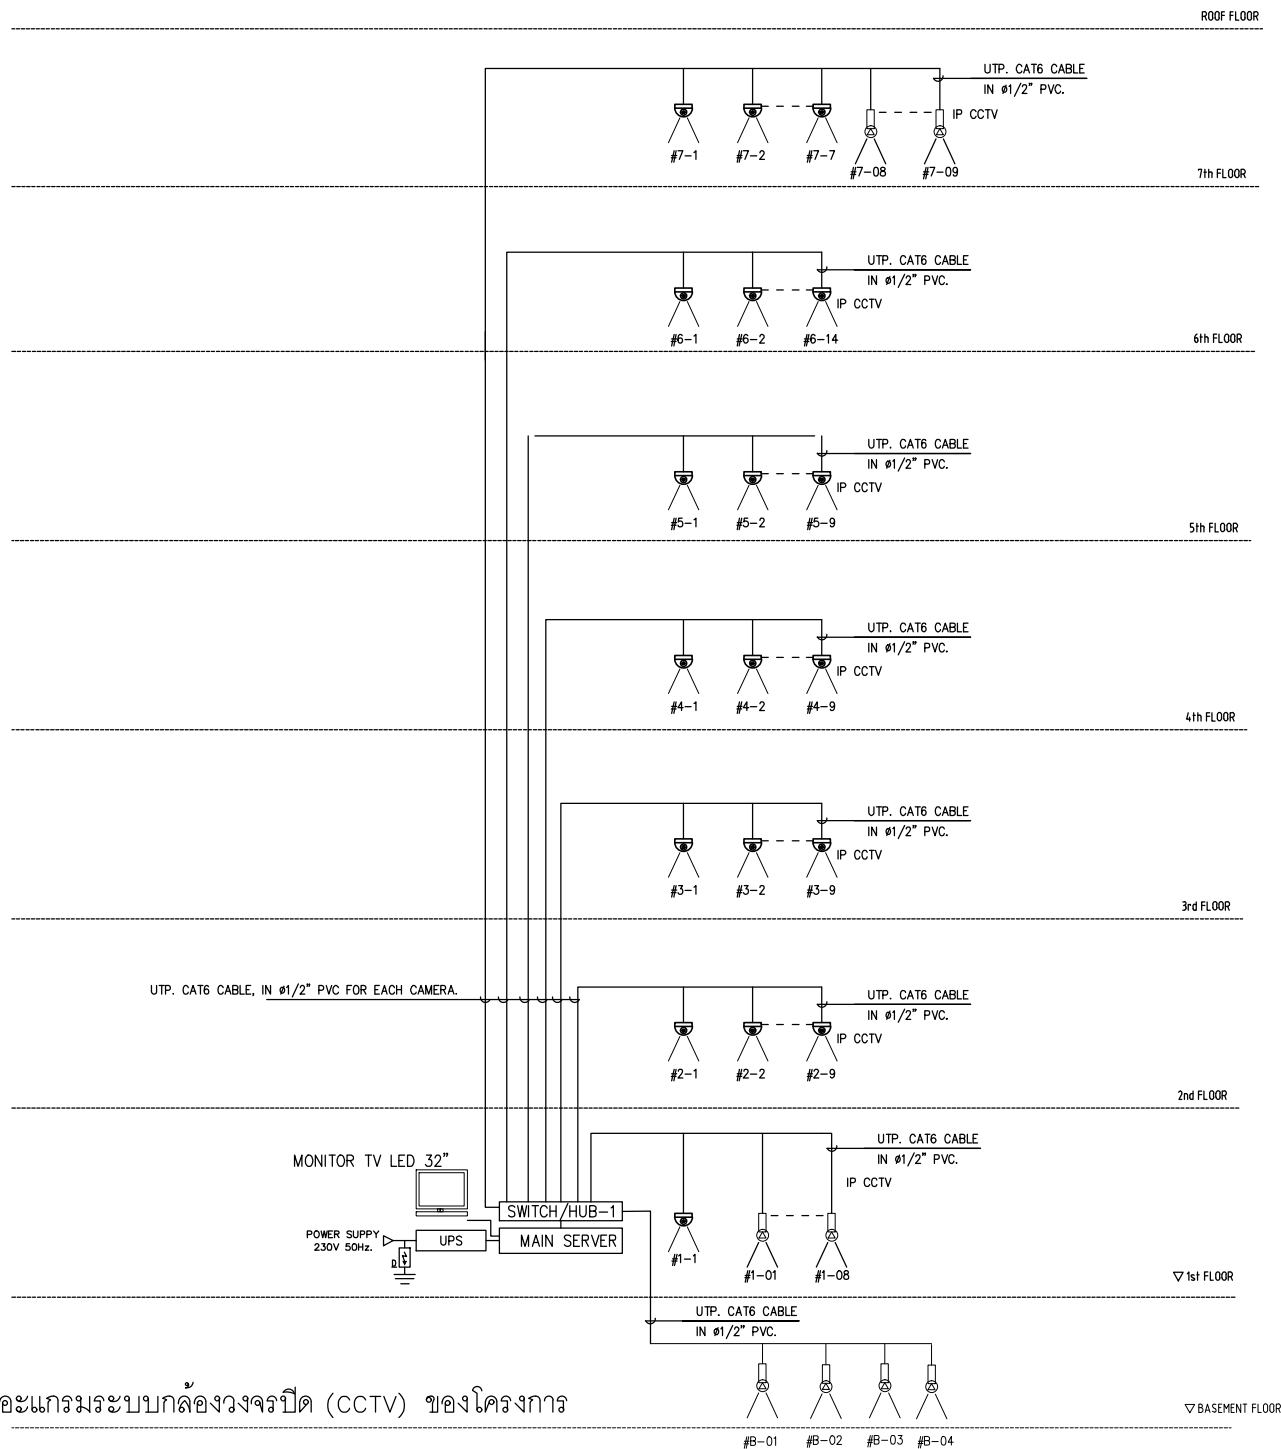 ROOF FLOOR
UTP. CAT6 CABLE
IN ø1/2" PVC.
IP CCTV
#7-1
#7-2
#7-7
#7-08
#7-09
7th FLOOR
UTP. CAT6 CABLE
IN ø1/2" PVC.
IP CCTV
#6-1
#6-2
#6-14
6th FLOOR
UTP. CAT6 CABLE
IN ø1/2" PVC.
IP CCTV
#5-1
#5-2
#5-9
5th FLOOR
UTP. CAT6 CABLE
IN ø1/2" PVC.
IP CCTV
#4-1
#4-2
#4-9
4th FLOOR
UTP. CAT6 CABLE
IN ø1/2" PVC.
IP CCTV
#3-1
#3-2
#3-9
3rd FLOOR
UTP. CAT6 CABLE, IN ø1/2" PVC FOR EACH CAMERA.
UTP. CAT6 CABLE
IN ø1/2" PVC.
IP CCTV
#2-1
#2-2
#2-9
2nd FLOOR
UTP. CAT6 CABLE
IN ø1/2" PVC.
IP CCTV
MONITOR TV LED 32"
SWITCH/HUB-1
POWER SUPPY
230V 50Hz.
UPS
MAIN SERVER
#1-1
#1-01
#1-08
1st FLOOR
UTP. CAT6 CABLE
IN ø1/2" PVC.
อะแกรมระบบกล้องวงจรปิด (CCTV) ของโครงการ
BASEMENT FLOOR
#B-01
#B-02
#B-03
#B-04